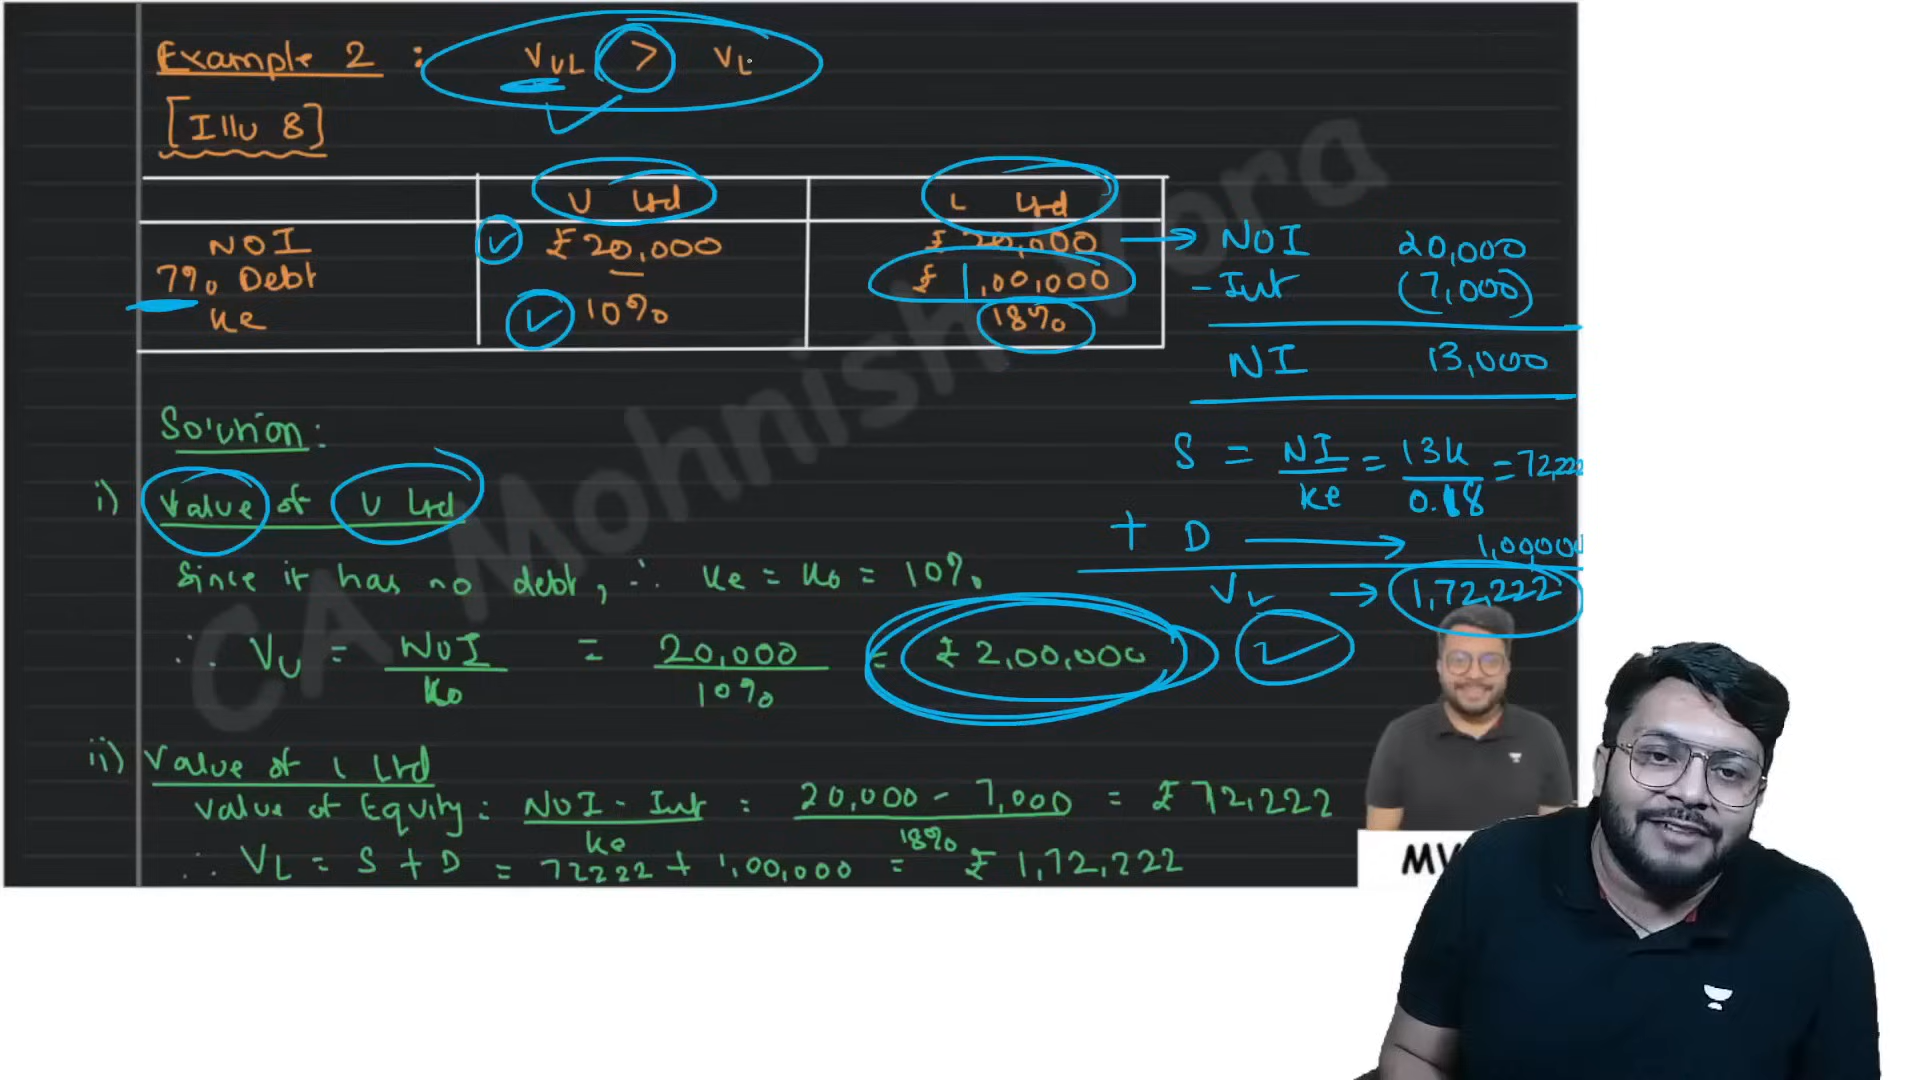 Example 2 : VUL > VL
[Illu 8]
U Ltd L Ltd
NOI ₹20,000 ₹20,000
7% Debt — ₹1,00,000
Ke 10% 18%
NOI 20,000
- Int (7,000)
NI 13,000
S = NI/Ke = 13K/0.18 = 72,222
+ D → 1,00,000
VL → 1,72,222
Solution:
i) Value of U Ltd
Since it has no debt, ∴ Ke = Ko = 10%
∴ VU = NOI/Ko = 20,000/10% = ₹2,00,000
ii) Value of L Ltd
Value of Equity: NOI - Int/Ke = 20,000 - 7,000/18% = ₹72,222
∴ VL = S + D = 72222 + 1,00,000 = ₹1,72,222
CA Mohnish Vora